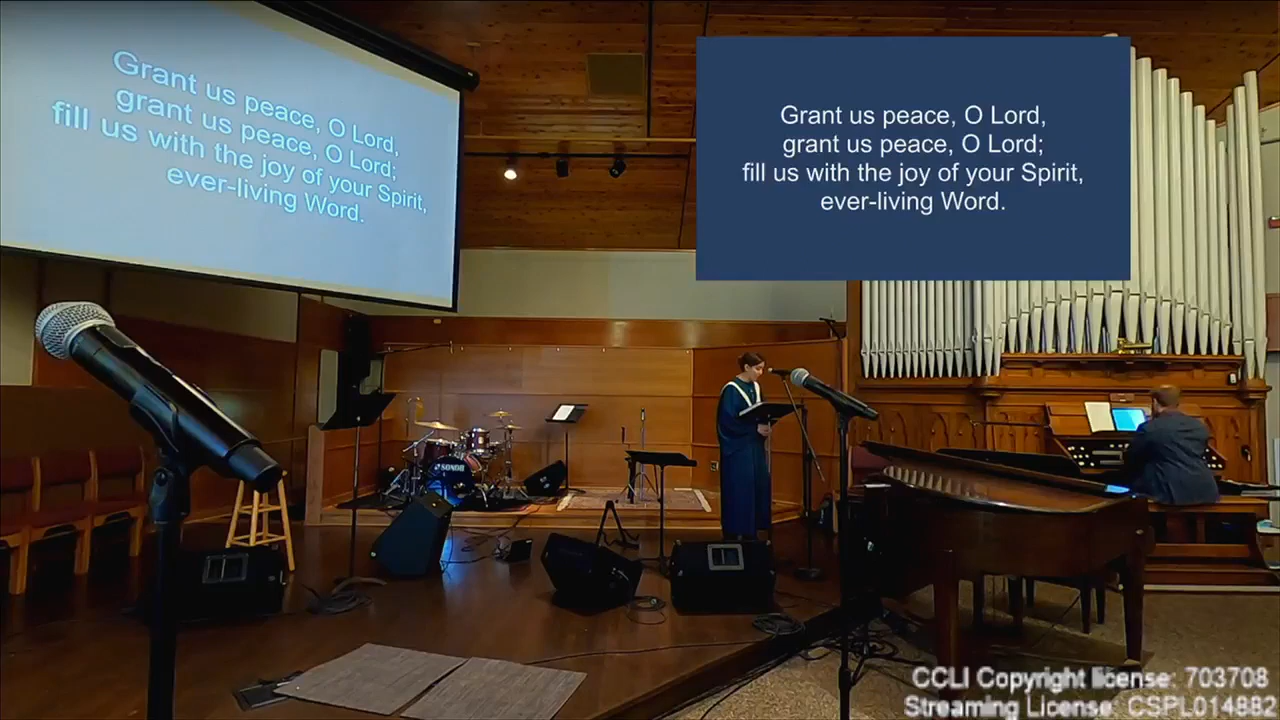 Grant us peace, O Lord,
grant us peace, O Lord;
fill us with the joy of your Spirit,
ever-living Word.
Grant us peace, O Lord,
grant us peace, O Lord;
fill us with the joy of your Spirit,
ever-living Word.
SONOR
CCLI Copyright license: 703708
Streaming License: CSPL014882